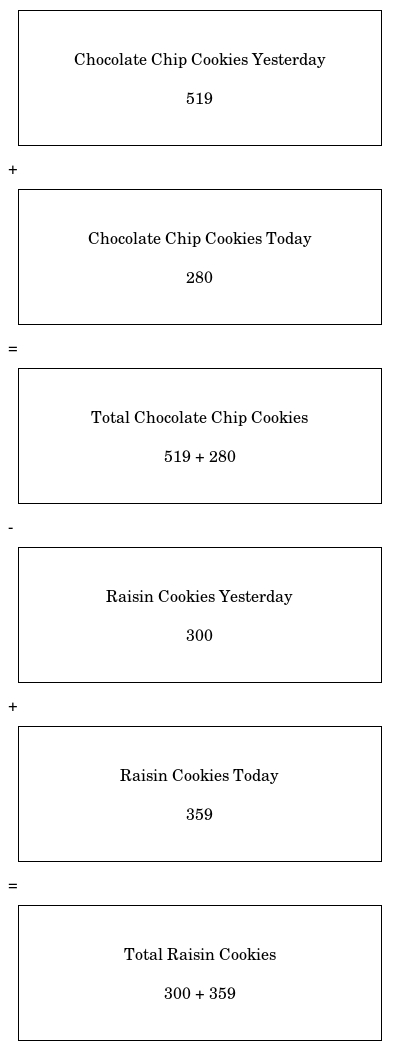 Chocolate Chip Cookies Yesterday
519
+
Chocolate Chip Cookies Today
280
=
Total Chocolate Chip Cookies
519 + 280
-
Raisin Cookies Yesterday
300
+
Raisin Cookies Today
359
=
Total Raisin Cookies
300 + 359